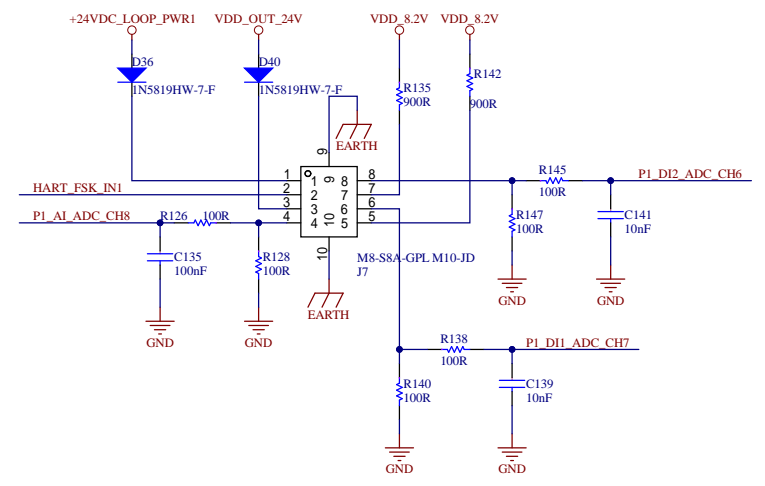 +24VDC_LOOP_PWR1
VDD_OUT_24V
VDD_8.2V
VDD_8.2V
D36
1N5819HW-7-F
D40
1N5819HW-7-F
R135
900R
R142
900R
EARTH
9
1
2
3
4
1
2
3
4
9
10
8
7
6
5
8
7
6
5
10
HART_FSK_IN1
P1_AI_ADC_CH8
R126
100R
C135
100nF
R128
100R
GND
GND
EARTH
M8-S8A-GPL M10-JD
J7
R145
100R
P1_DI2_ADC_CH6
R147
100R
C141
10nF
GND
GND
R138
100R
P1_DI1_ADC_CH7
R140
100R
C139
10nF
GND
GND